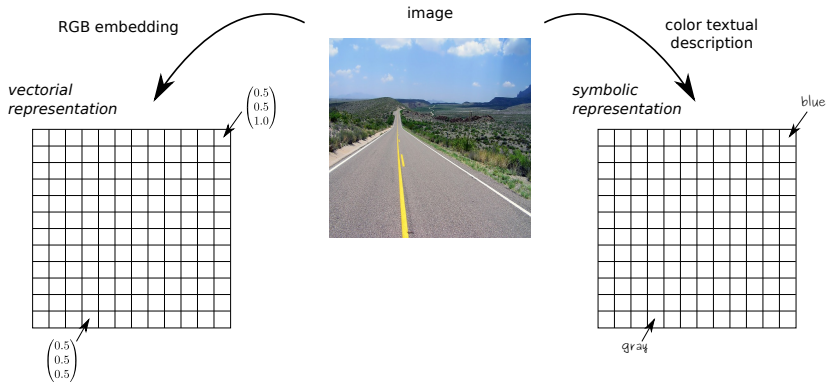 image
RGB embedding
color textual
description
vectorial
representation
symbolic
representation
(0.5
0.5
1.0)
blue
(0.5
0.5
0.5)
gray